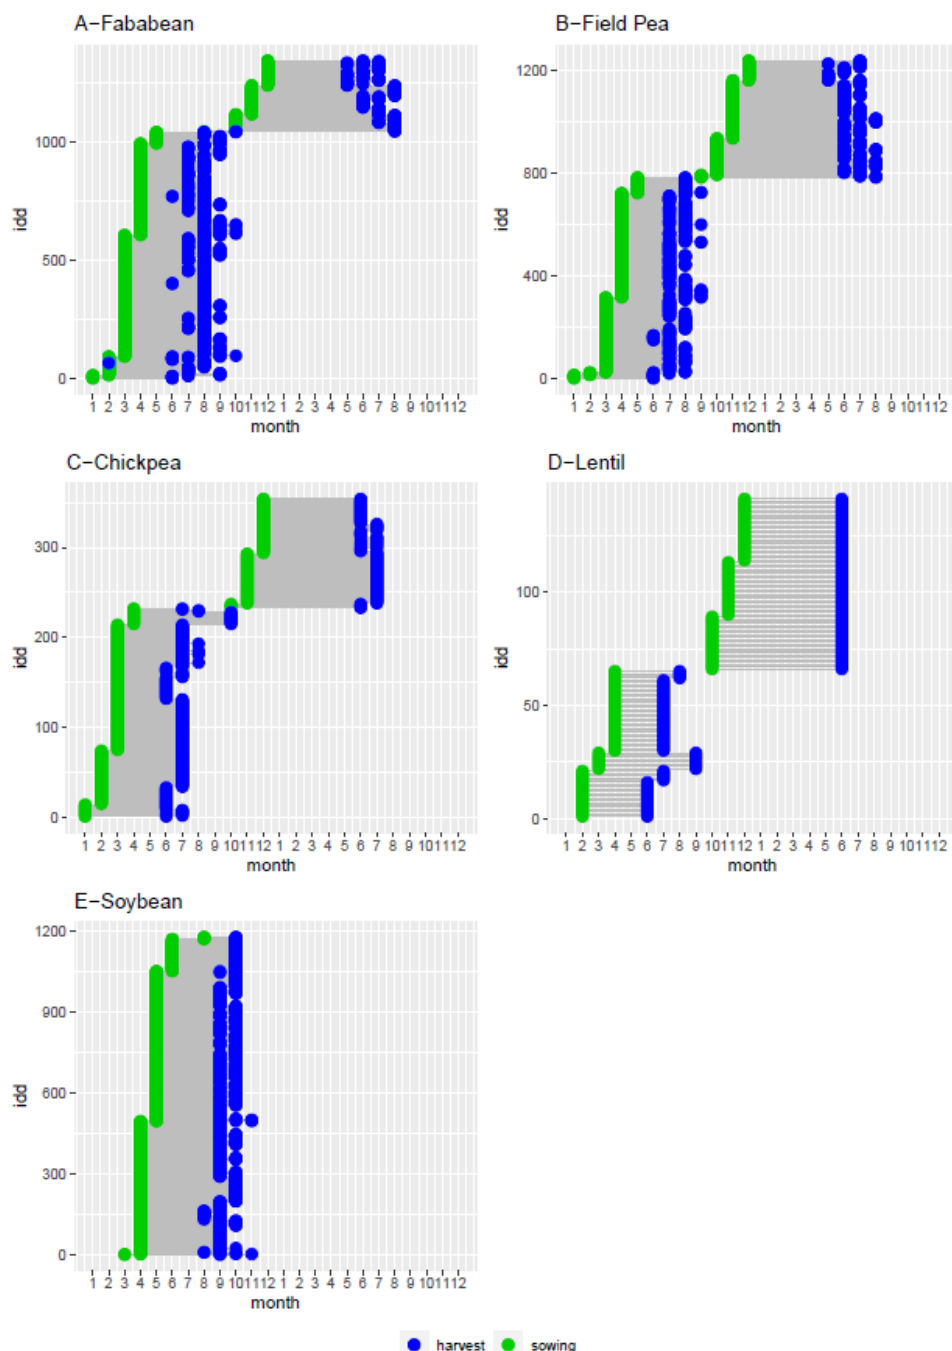 A−Fababean
1000
500
0
idd
1 2 3 4 5 6 7 8 9 101112 1 2 3 4 5 6 7 8 9 101112
month
B−Field Pea
1200
800
400
0
idd
1 2 3 4 5 6 7 8 9 101112 1 2 3 4 5 6 7 8 9 101112
month
C−Chickpea
300
200
100
0
idd
1 2 3 4 5 6 7 8 9 101112 1 2 3 4 5 6 7 8 9 101112
month
D−Lentil
100
50
0
idd
1 2 3 4 5 6 7 8 9 101112 1 2 3 4 5 6 7 8 9 101112
month
E−Soybean
1200
900
600
300
0
idd
1 2 3 4 5 6 7 8 9 101112 1 2 3 4 5 6 7 8 9 101112
month
harvest sowing